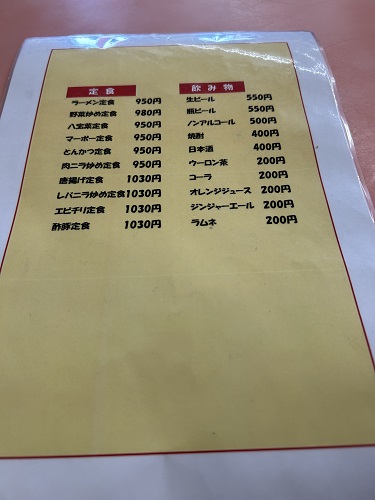 定食
ラーメン定食 950円
野菜炒め定食 980円
八宝菜定食 950円
マーボー定食 950円
とんかつ定食 950円
肉ニラ炒め定食 950円
唐揚げ定食 1030円
レバニラ炒め定食 1030円
エビチリ定食 1030円
酢豚定食 1030円
飲み物
生ビール 550円
瓶ビール 550円
ノンアルコール 500円
焼酎 400円
日本酒 400円
ウーロン茶 200円
コーラ 200円
オレンジジュース 200円
ジンジャーエール 200円
ラムネ 200円